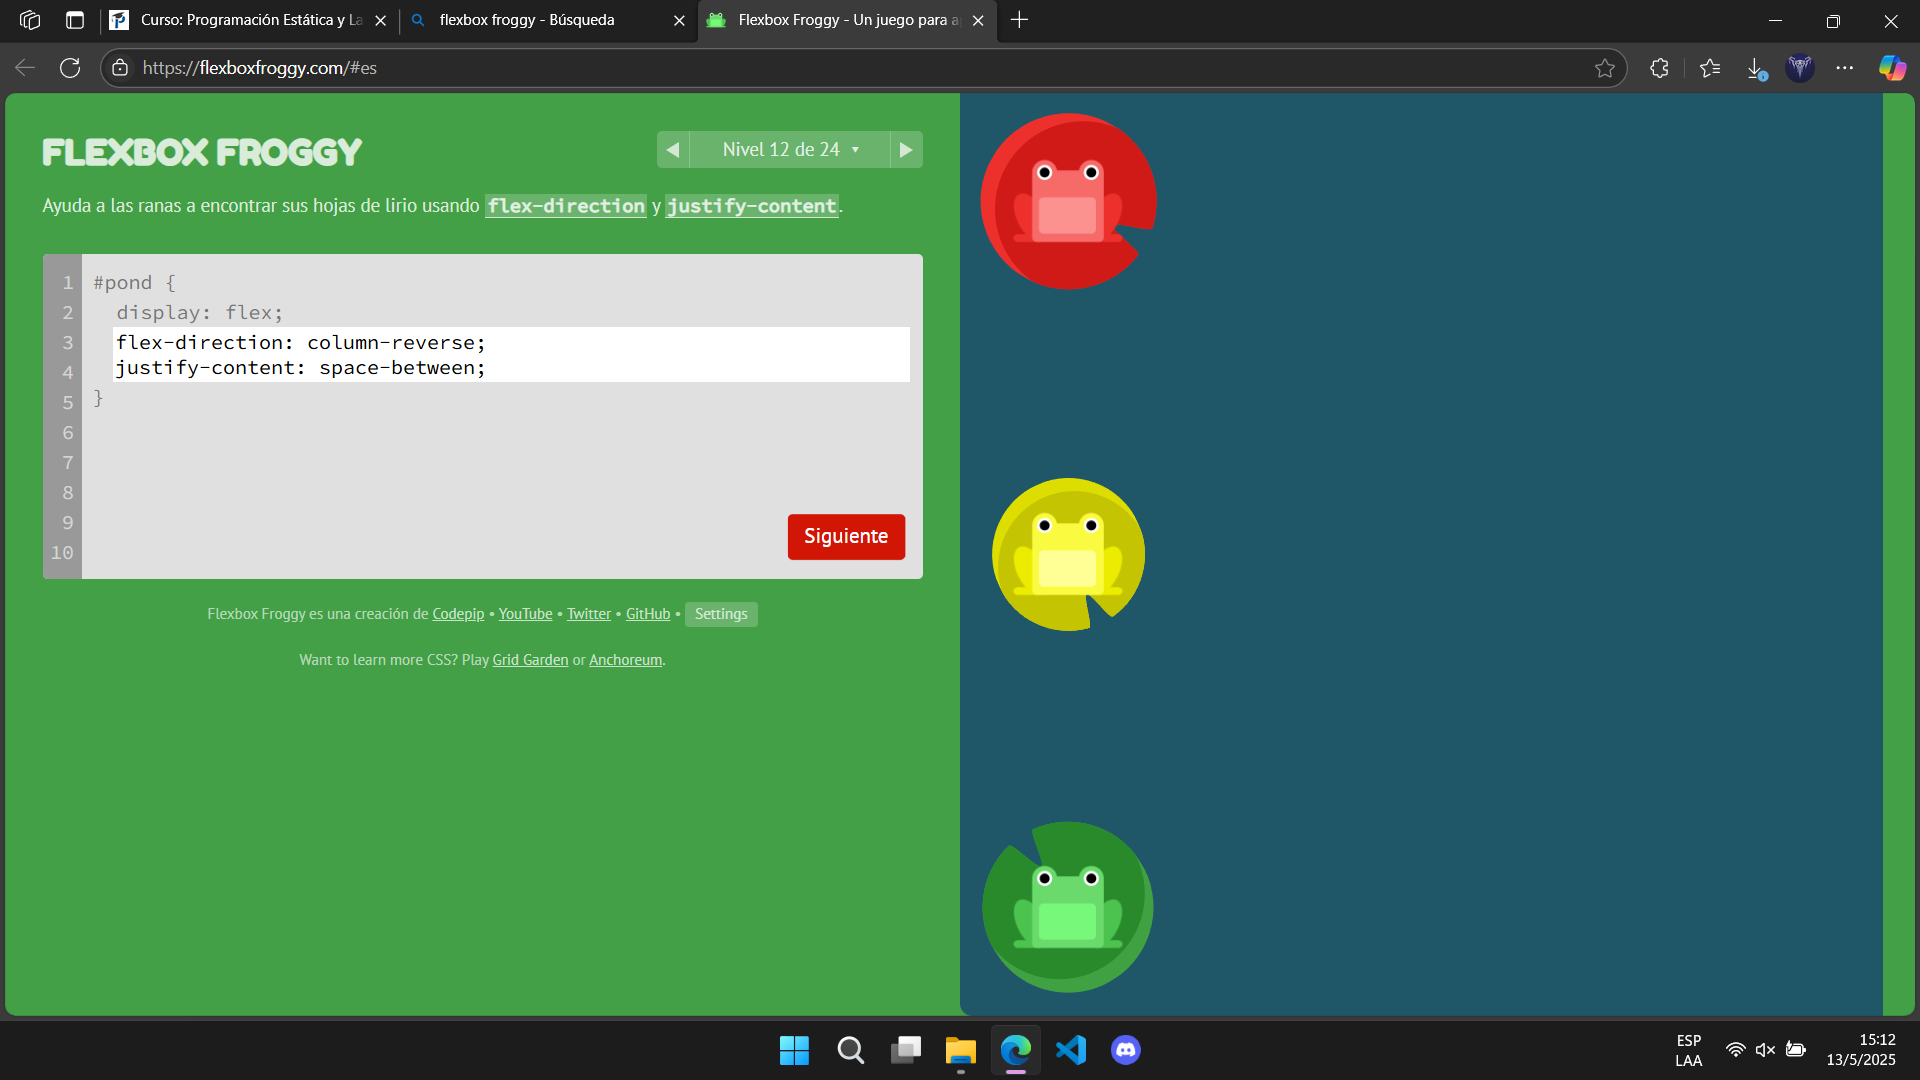 Curso: Programación Estática y La
flexbox froggy - Búsqueda
Flexbox Froggy - Un juego para a
https://flexboxfroggy.com/#es
FLEXBOX FROGGY
Nivel 12 de 24
Ayuda a las ranas a encontrar sus hojas de lirio usando flex-direction y justify-content.
1 #pond {
2 display: flex;
3 flex-direction: column-reverse;
4 justify-content: space-between;
5 }
6
7
8
9
10
Siguiente
Flexbox Froggy es una creación de Codepip • YouTube • Twitter • GitHub • Settings
Want to learn more CSS? Play Grid Garden or Anchoreum.
ESP
LAA
15:12
13/5/2025